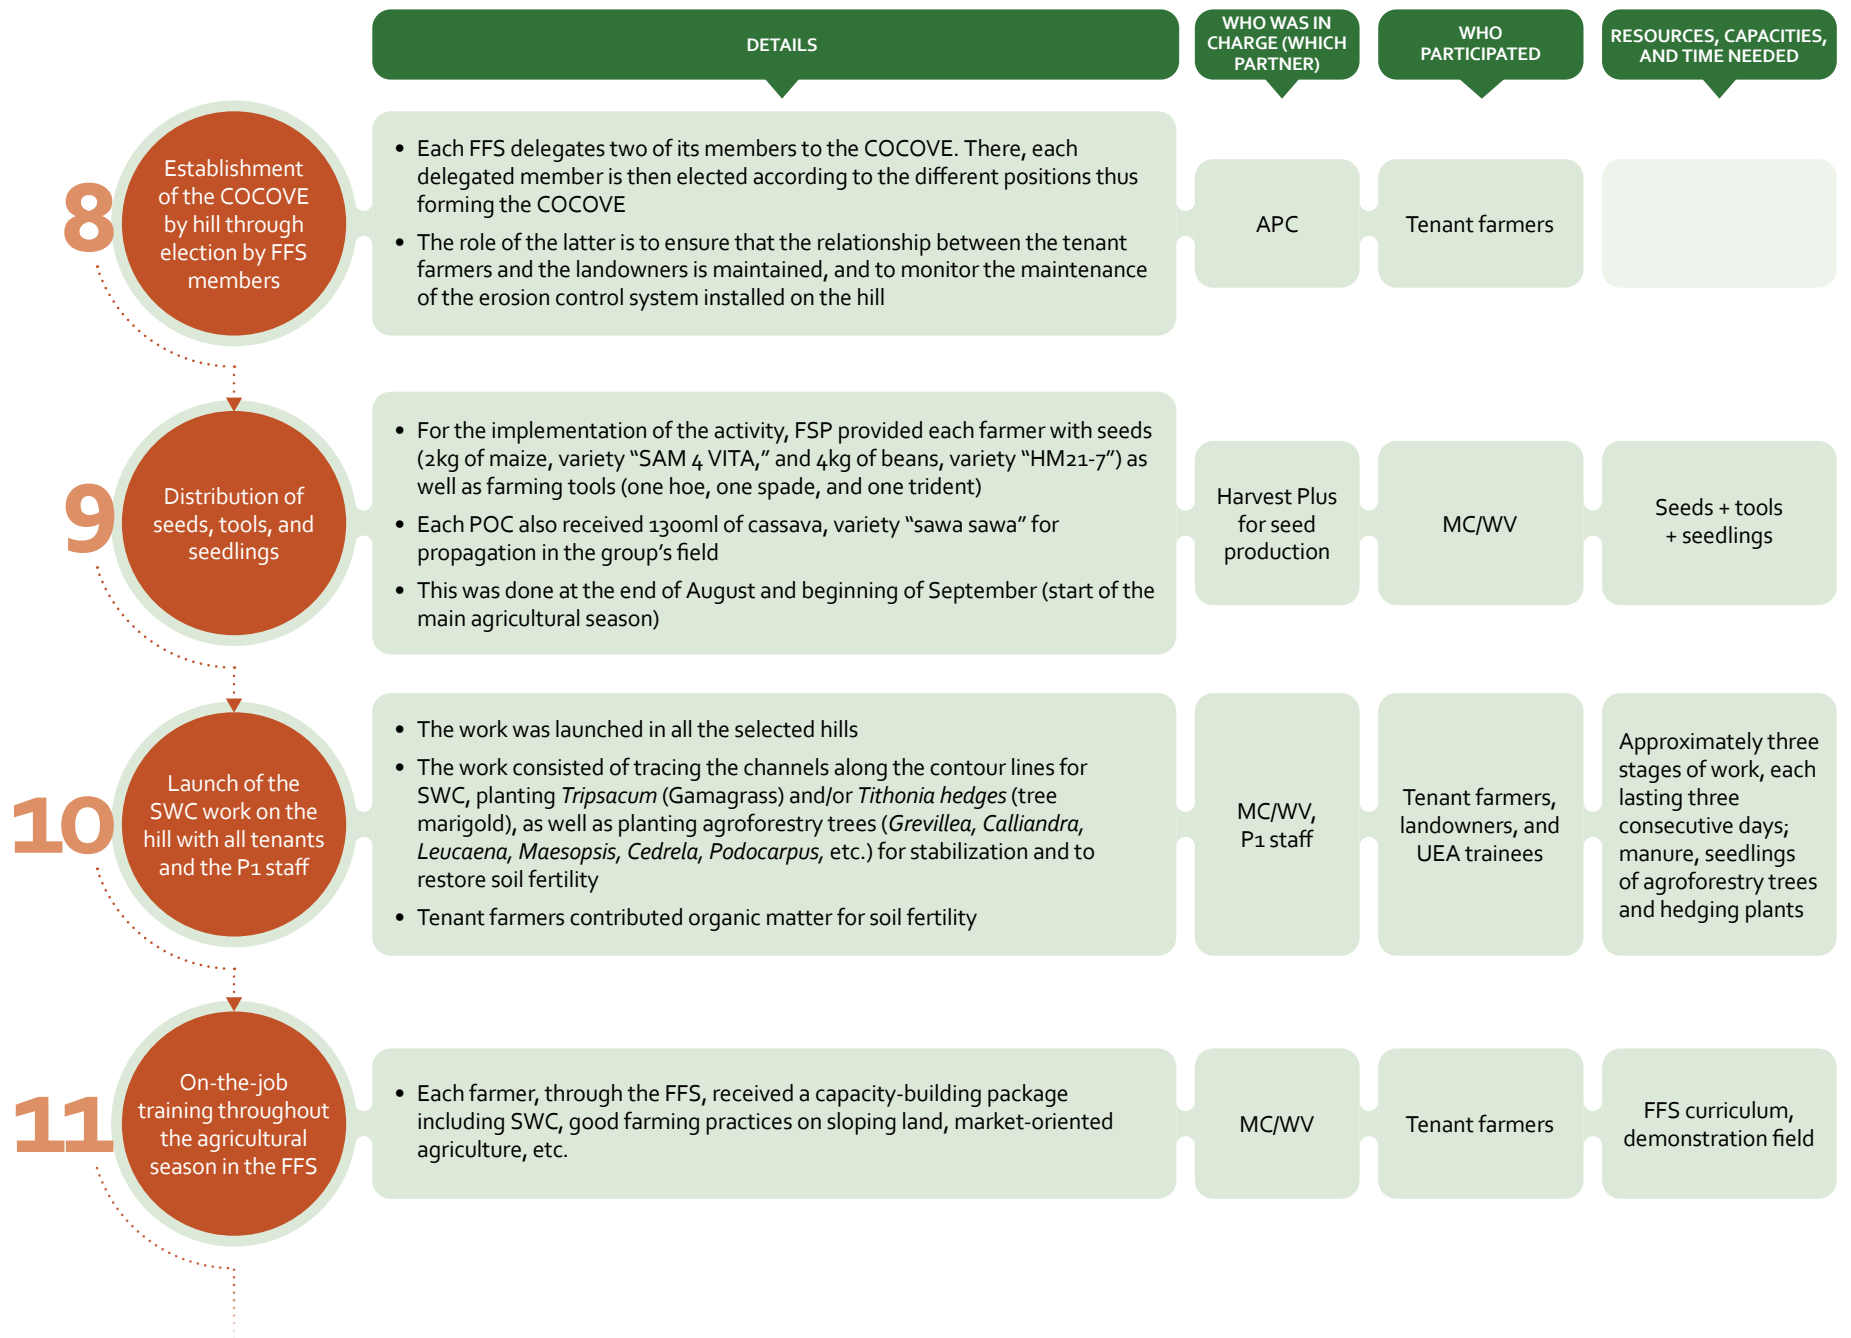 DETAILS
WHO WAS IN
CHARGE (WHICH
PARTNER)
WHO
PARTICIPATED
RESOURCES, CAPACITIES,
AND TIME NEEDED
8
Establishment
of the COCOVE
by hill through
election by FFS
members
• Each FFS delegates two of its members to the COCOVE. There, each
delegated member is then elected according to the different positions thus
forming the COCOVE
• The role of the latter is to ensure that the relationship between the tenant
farmers and the landowners is maintained, and to monitor the maintenance
of the erosion control system installed on the hill
APC
Tenant farmers
9
Distribution of
seeds, tools, and
seedlings
• For the implementation of the activity, FSP provided each farmer with seeds
(2kg of maize, variety “SAM 4 VITA,” and 4kg of beans, variety “HM21-7”) as
well as farming tools (one hoe, one spade, and one trident)
• Each POC also received 1300ml of cassava, variety “sawa sawa” for
propagation in the group’s field
• This was done at the end of August and beginning of September (start of the
main agricultural season)
Harvest Plus
for seed
production
MC/WV
Seeds + tools
+ seedlings
10
Launch of the
SWC work on the
hill with all tenants
and the P1 staff
• The work was launched in all the selected hills
• The work consisted of tracing the channels along the contour lines for
SWC, planting Tripsacum (Gamagrass) and/or Tithonia hedges (tree
marigold), as well as planting agroforestry trees (Grevillea, Calliandra,
Leucaena, Maesopsis, Cedrela, Podocarpus, etc.) for stabilization and to
restore soil fertility
• Tenant farmers contributed organic matter for soil fertility
MC/WV,
P1 staff
Tenant farmers,
landowners, and
UEA trainees
Approximately three
stages of work, each
lasting three
consecutive days;
manure, seedlings
of agroforestry trees
and hedging plants
11
On-the-job
training throughout
the agricultural
season in the FFS
• Each farmer, through the FFS, received a capacity-building package
including SWC, good farming practices on sloping land, market-oriented
agriculture, etc.
MC/WV
Tenant farmers
FFS curriculum,
demonstration field